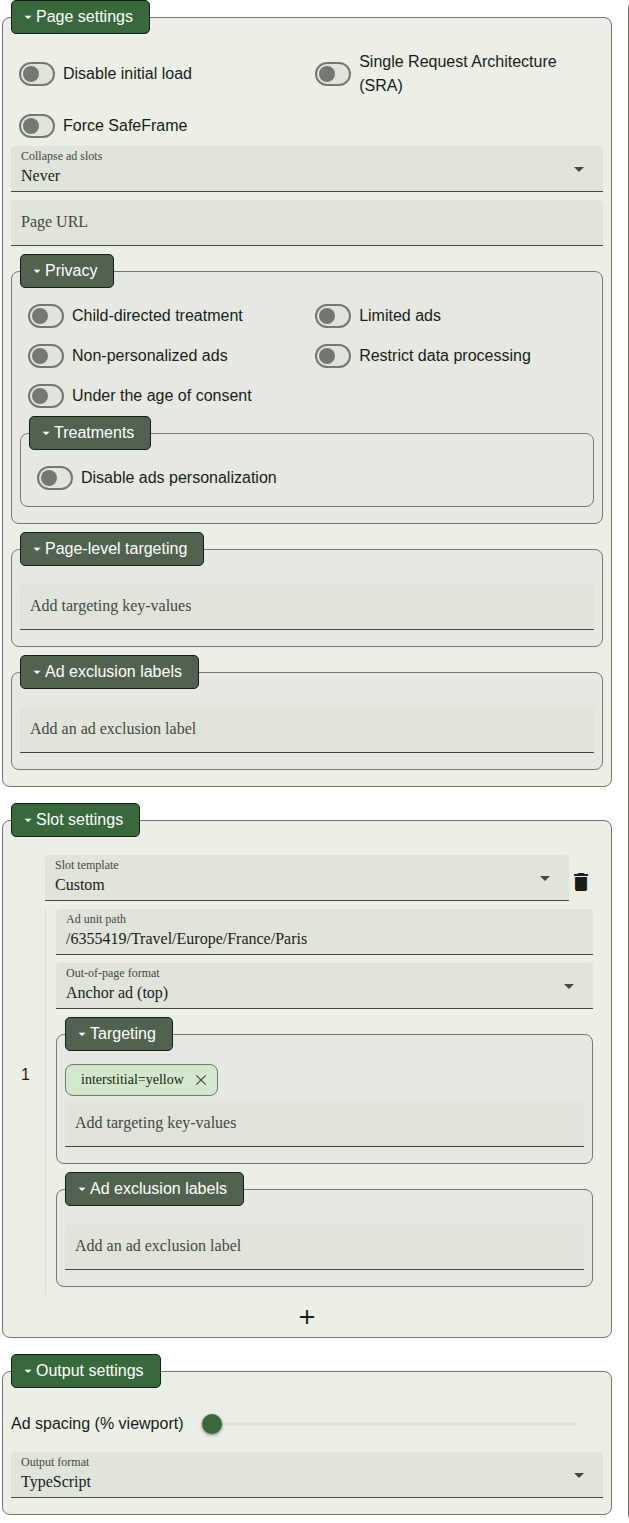 Page settings
Disable initial load
Single Request Architecture
(SRA)
Force SafeFrame
Collapse ad slots
Never
Page URL
Privacy
Child-directed treatment
Limited ads
Non-personalized ads
Restrict data processing
Under the age of consent
Treatments
Disable ads personalization
Page-level targeting
Add targeting key-values
Ad exclusion labels
Add an ad exclusion label
Slot settings
Slot template
Custom
Ad unit path
/6355419/Travel/Europe/France/Paris
Out-of-page format
Anchor ad (top)
Targeting
1
interstitial=yellow
Add targeting key-values
Ad exclusion labels
Add an ad exclusion label
+
Output settings
Ad spacing (% viewport)
Output format
TypeScript